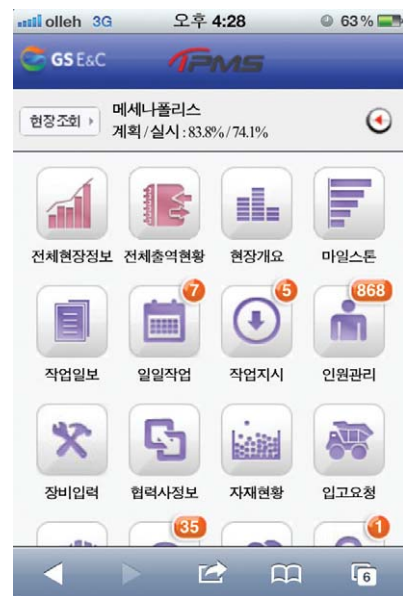 olleh 3G 오후 4:28 63%
GS E&C TPMS
현장조회 메세나폴리스
계획/실시 : 83.8%/74.1%
전체현장정보 전체출역현황 현장개요 마일스톤
7 5 868
작업일보 일일작업 작업지시 인원관리
장비입력 협력사정보 자재현황 입고요청
35 1
6